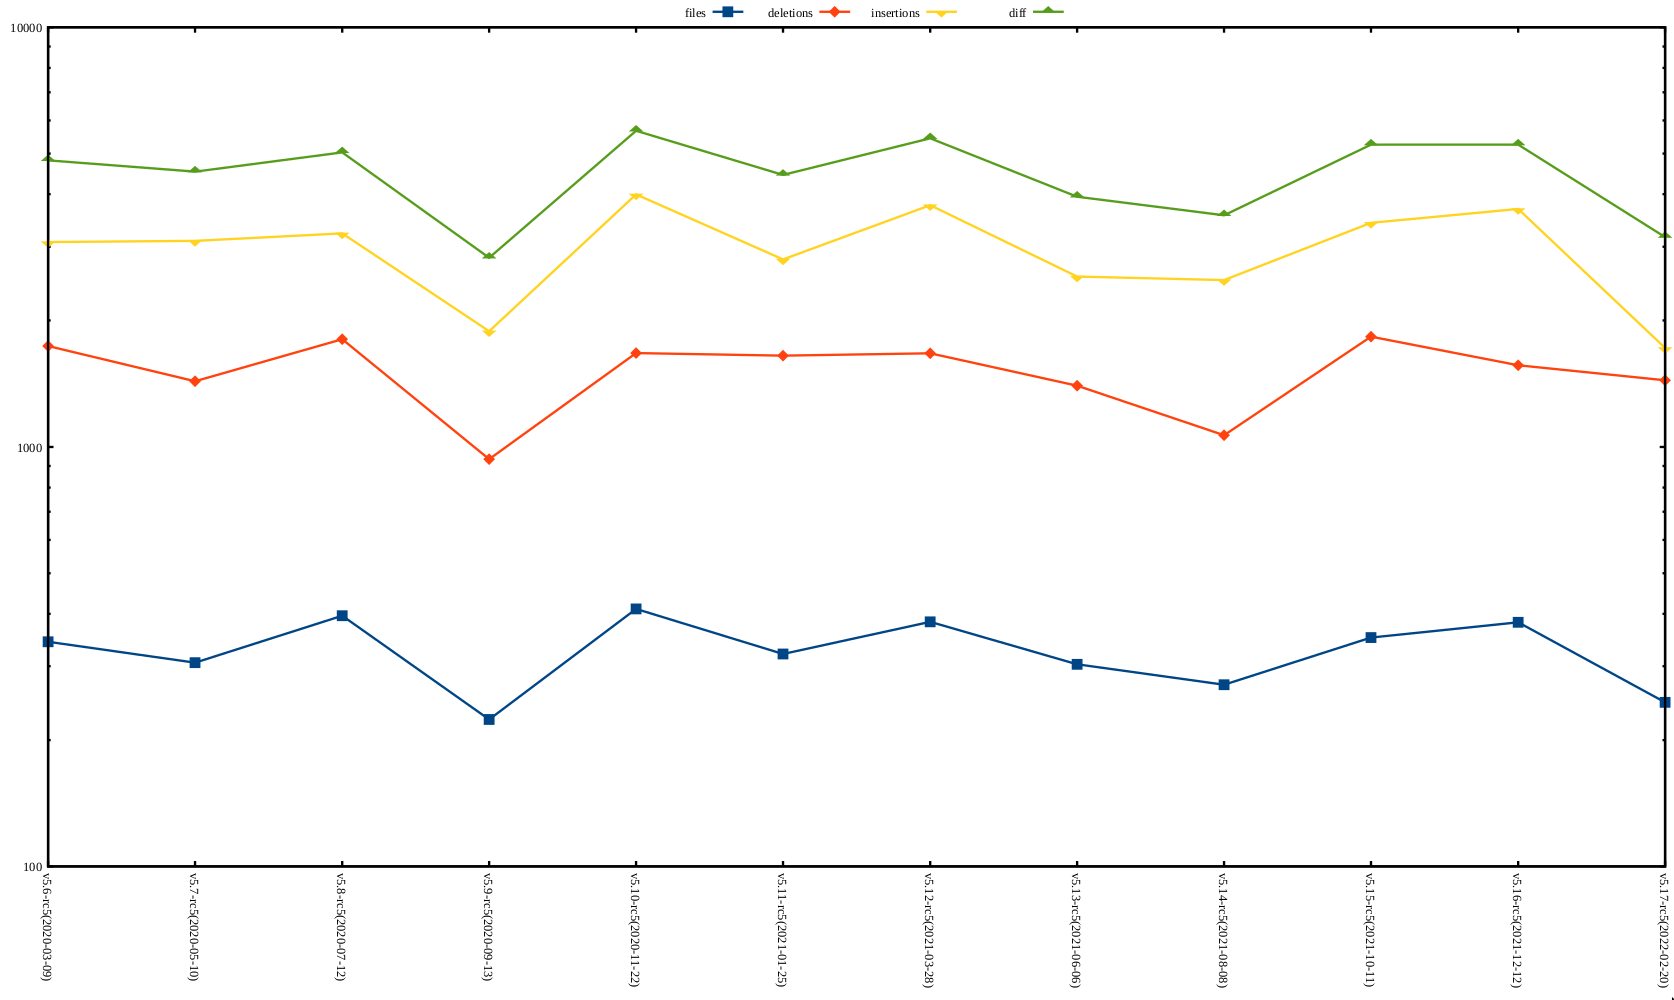 files deletions insertions diff
10000
1000
100
v5.6-rc5(2020-03-09)
v5.7-rc5(2020-05-10)
v5.8-rc5(2020-07-12)
v5.9-rc5(2020-09-13)
v5.10-rc5(2020-11-22)
v5.11-rc5(2021-01-25)
v5.12-rc5(2021-03-28)
v5.13-rc5(2021-06-06)
v5.14-rc5(2021-08-08)
v5.15-rc5(2021-10-11)
v5.16-rc5(2021-12-12)
v5.17-rc5(2022-02-20)